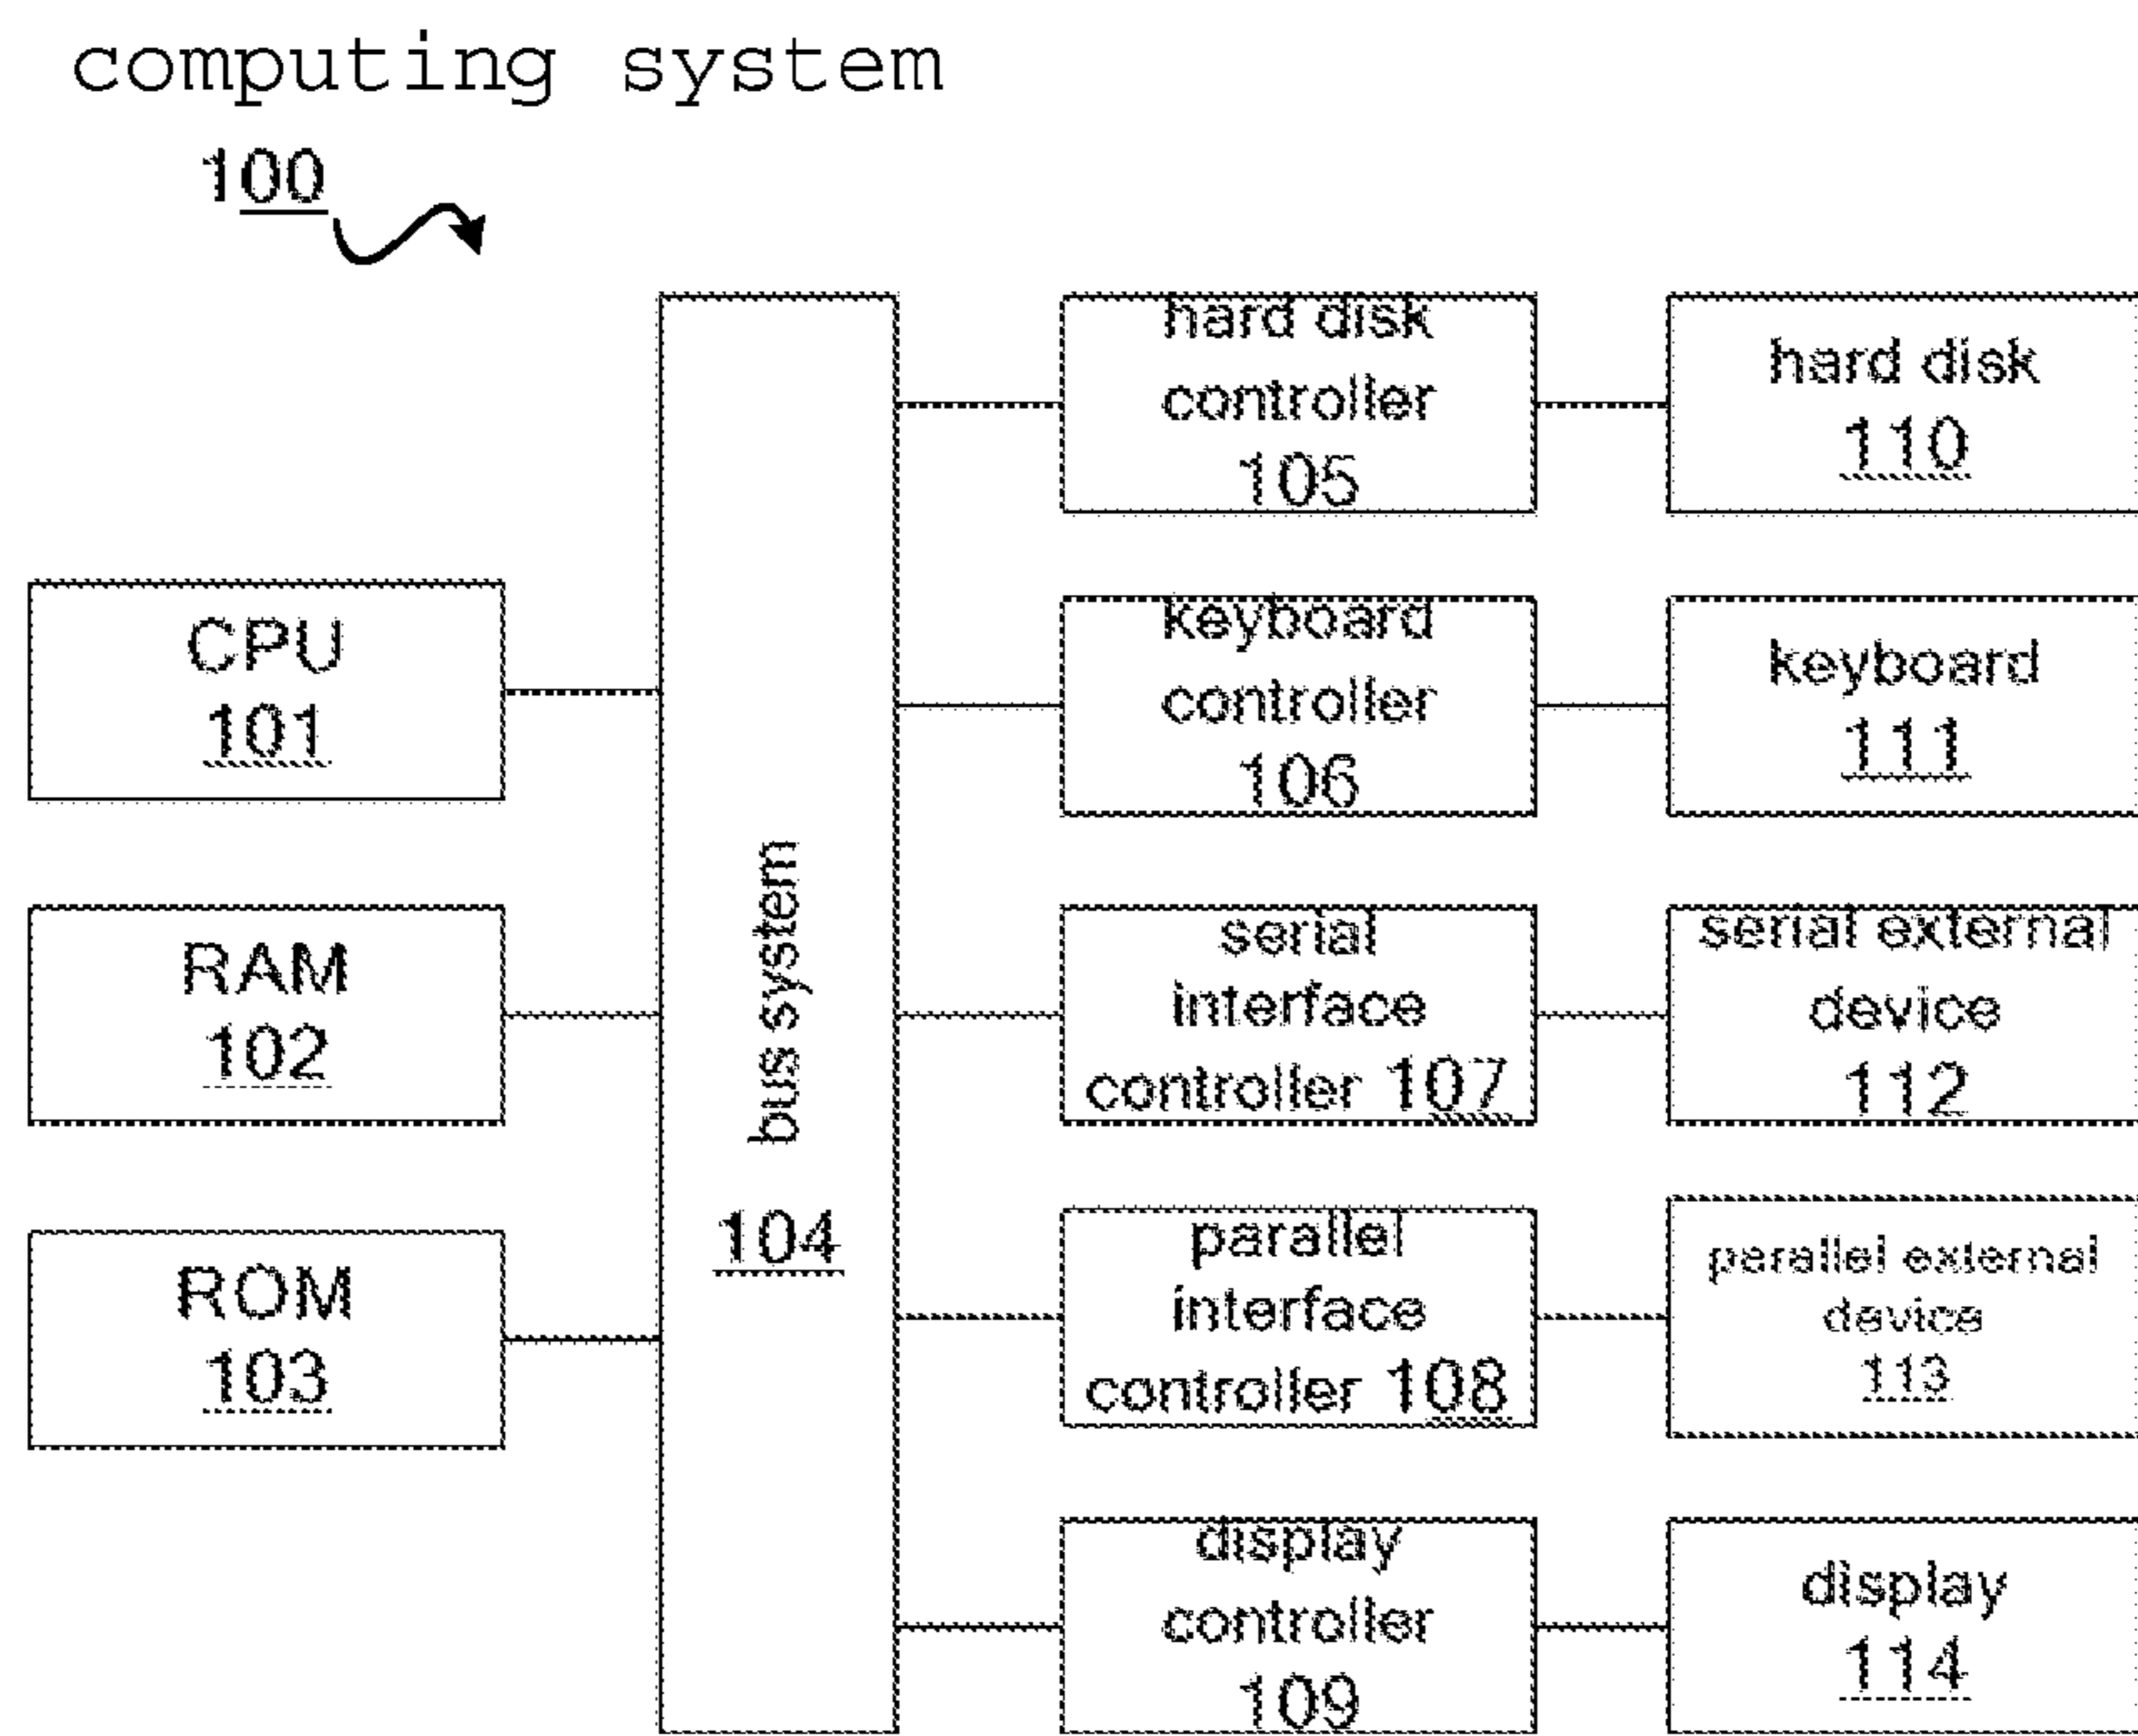 computing system
100
CPU
101
RAM
102
ROM
103
bus system
104
hard disk
controller
105
hard disk
110
keyboard
controller
106
keyboard
111
serial
interface
controller 107
serial external
device
112
parallel
interface
controller 108
parallel external
device
113
display
controller
109
display
114